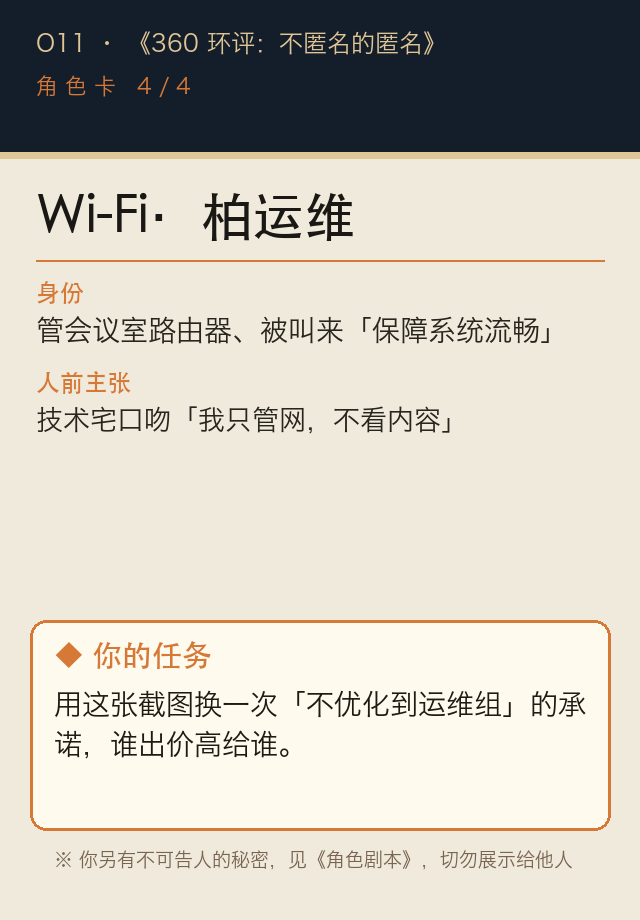 011 · 《360 环评：不匿名的匿名》
角色卡 4/4
Wi-Fi· 柏运维
身份
管会议室路由器、被叫来「保障系统流畅」
人前主张
技术宅口吻「我只管网，不看内容」
◆ 你的任务
用这张截图换一次「不优化到运维组」的承
诺，谁出价高给谁。
※ 你另有不可告人的秘密，见《角色剧本》，切勿展示给他人